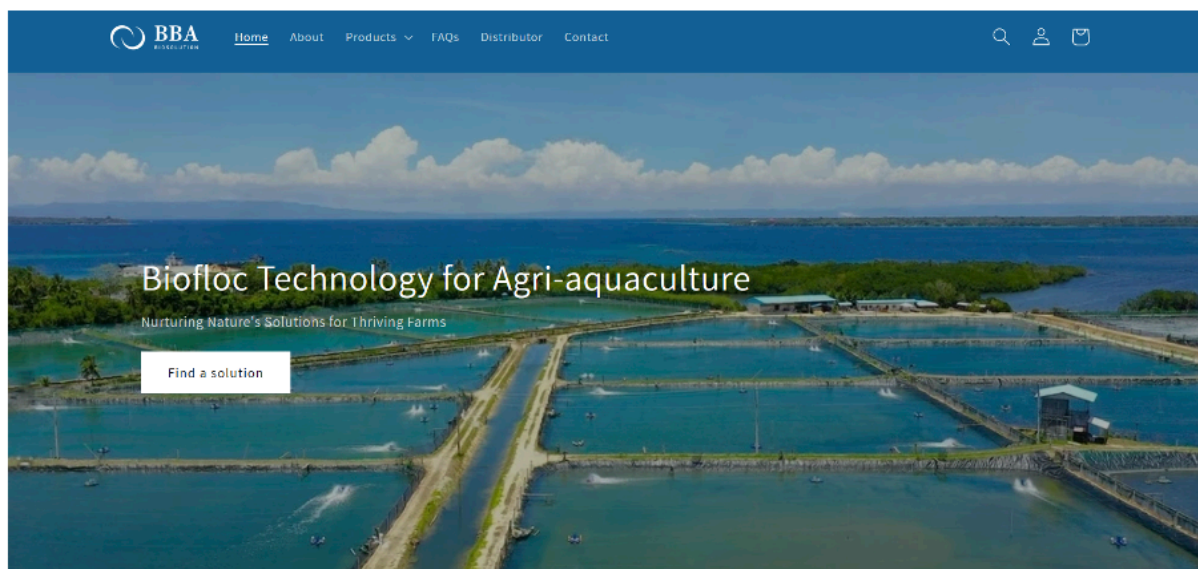 BBA
BIOSOLUTION
Home About Products FAQs Distributor Contact
Biofloc Technology for Agri-aquaculture
Nurturing Nature's Solutions for Thriving Farms
Find a solution